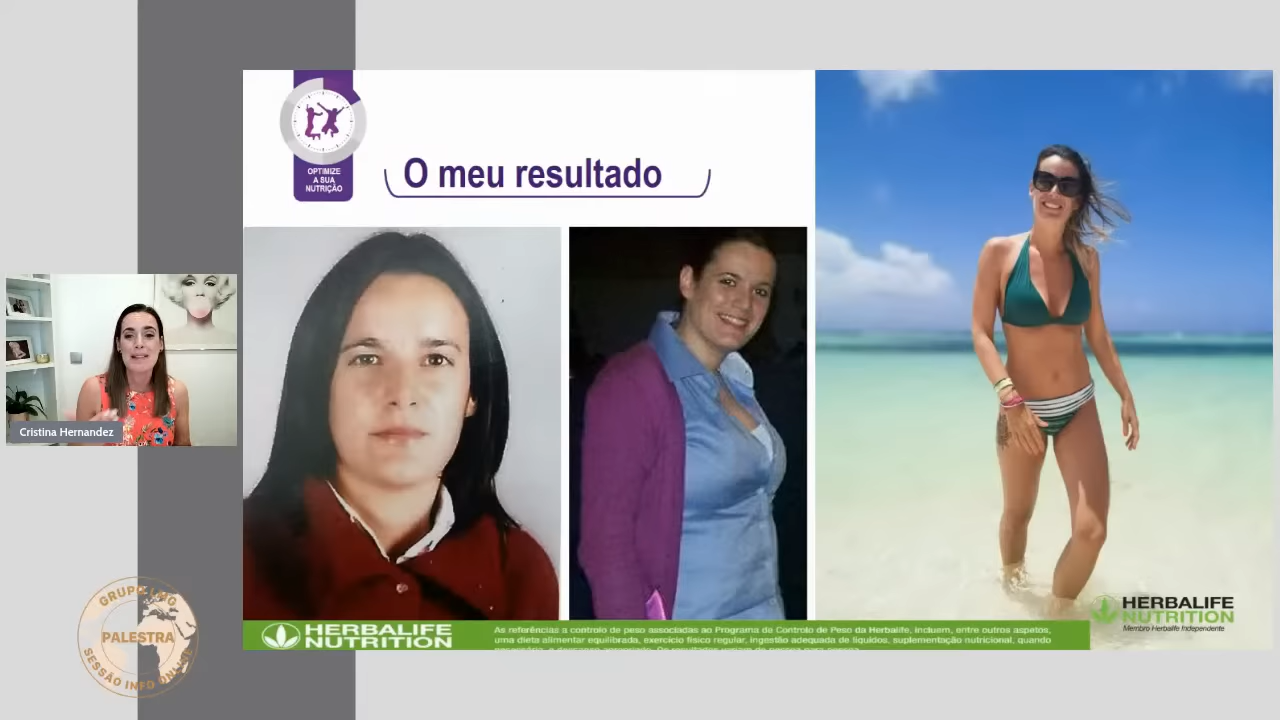 OPTIMIZE
A SUA
NUTRIÇÃO
O meu resultado
Cristina Hernandez
GRUPO
PALESTRA
SESSÃO INFO ONLINE
HERBALIFE
NUTRITION
As referências a controlo de peso associadas ao Programa de Controlo de Peso da Herbalife, incluem, entre outros aspetos,
uma dieta alimentar equilibrada, exercício físico regular, ingestão adequada de líquidos, suplementação nutricional, quando
HERBALIFE
NUTRITION
Membro Herbalife Independente